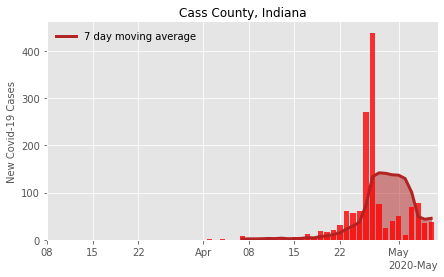 Cass County, Indiana
7 day moving average
New Covid-19 Cases
400
300
200
100
0
08 15 22 Apr 08 15 22 May
2020-May